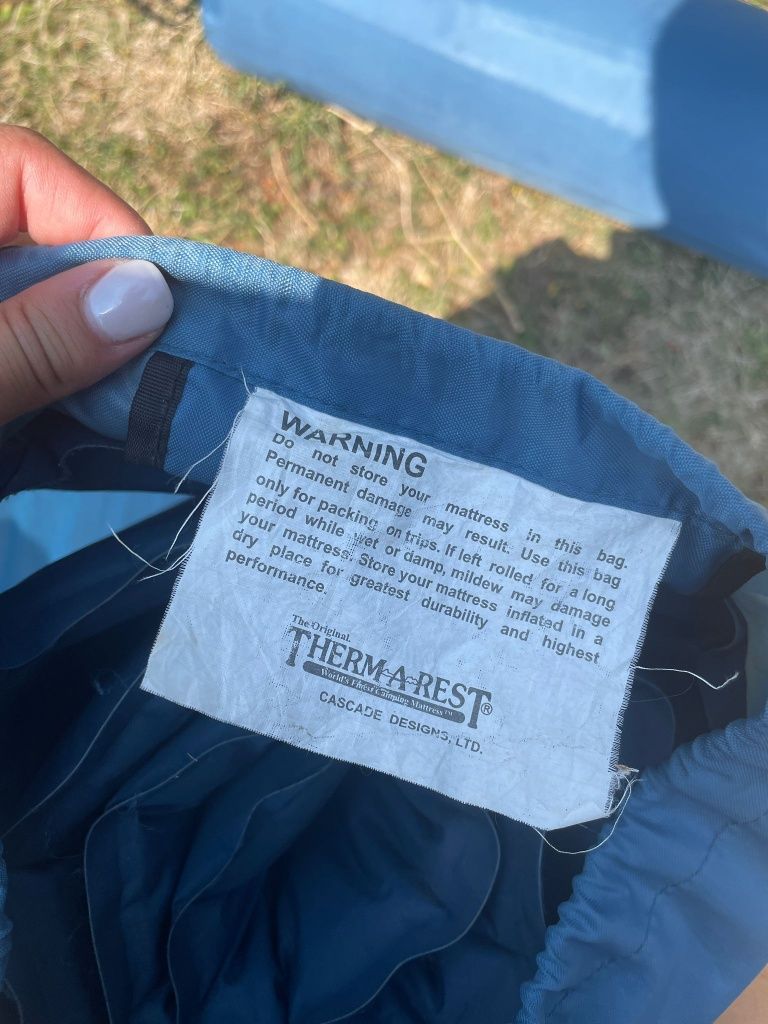 WARNING
Do not store your mattress in this bag.
Permanent damage may result. Use this bag
only for packing on trips. If left rolled for a long
period while wet or damp, mildew may damage
your mattress. Store your mattress inflated in a
dry place for greatest durability and highest
performance.
The Original
THERM-A-REST®
World's Finest Camping Mattress™
CASCADE DESIGNS, LTD.